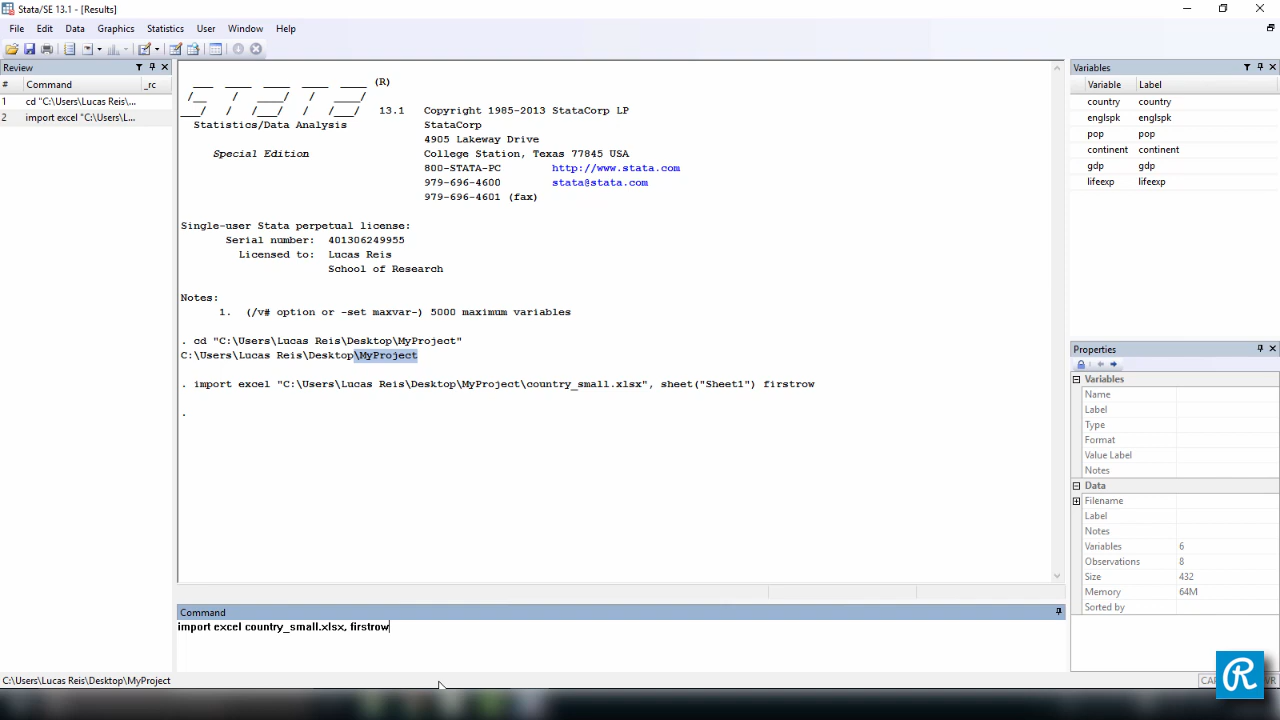 Stata/SE 13.1 - [Results]
File Edit Data Graphics Statistics User Window Help
Review
# Command _rc
1 cd "C:\Users\Lucas Reis\...
2 import excel "C:\Users\L...
(R)
13.1 Copyright 1985-2013 StataCorp LP
Statistics/Data Analysis StataCorp
4905 Lakeway Drive
Special Edition College Station, Texas 77845 USA
800-STATA-PC http://www.stata.com
979-696-4600 stata@stata.com
979-696-4601 (fax)
Single-user Stata perpetual license:
Serial number: 401306249955
Licensed to: Lucas Reis
School of Research
Notes:
1. (/v# option or -set maxvar-) 5000 maximum variables
. cd "C:\Users\Lucas Reis\Desktop\MyProject"
C:\Users\Lucas Reis\Desktop\MyProject
. import excel "C:\Users\Lucas Reis\Desktop\MyProject\country_small.xlsx", sheet("Sheet1") firstrow
.
Command
import excel country_small.xlsx, firstrow
Variables
Variable Label
country country
englspk englspk
pop pop
continent continent
gdp gdp
lifeexp lifeexp
Properties
Variables
Name
Label
Type
Format
Value Label
Notes
Data
Filename
Label
Notes
Variables 6
Observations 8
Size 432
Memory 64M
Sorted by
C:\Users\Lucas Reis\Desktop\MyProject
R